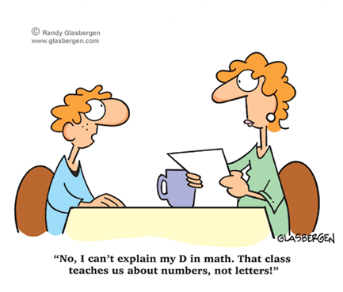 © Randy Glasbergen
www.glasbergen.com
GLASBERGEN
“No, I can’t explain my D in math. That class
teaches us about numbers, not letters!”